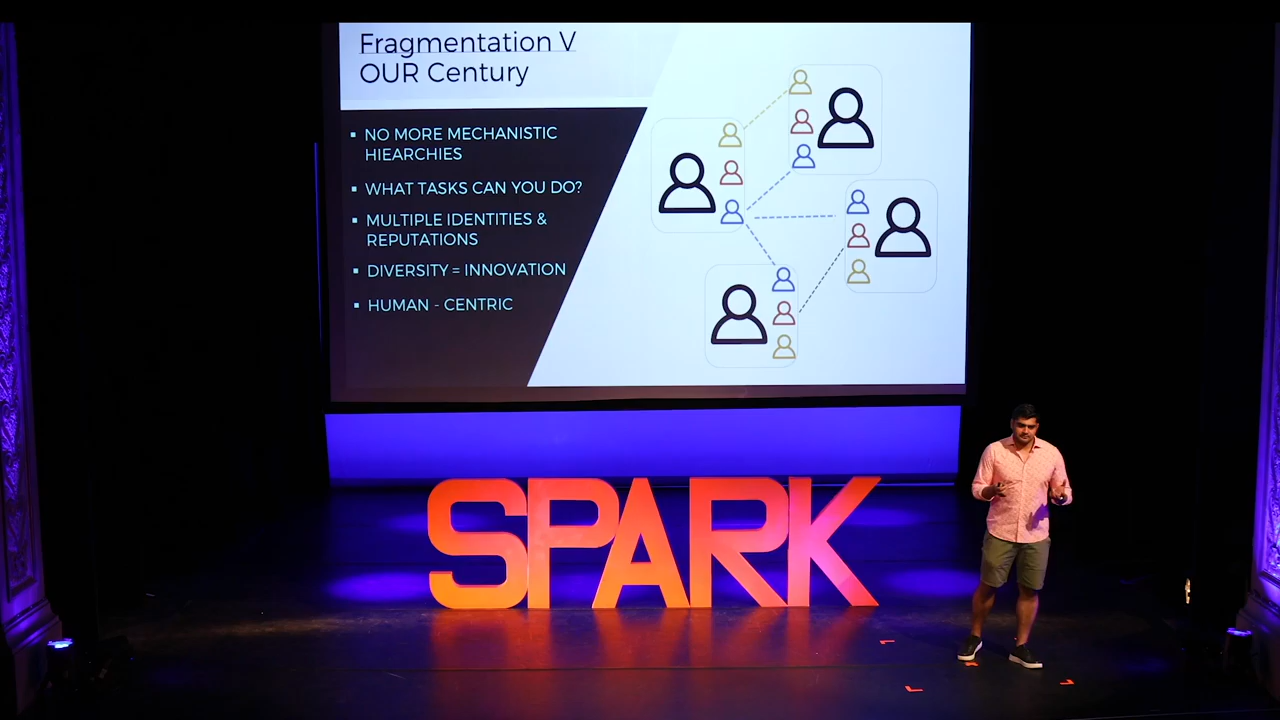 Fragmentation V
OUR Century
▪ NO MORE MECHANISTIC
HIEARCHIES
▪ WHAT TASKS CAN YOU DO?
▪ MULTIPLE IDENTITIES &
REPUTATIONS
▪ DIVERSITY = INNOVATION
▪ HUMAN - CENTRIC
SPARK